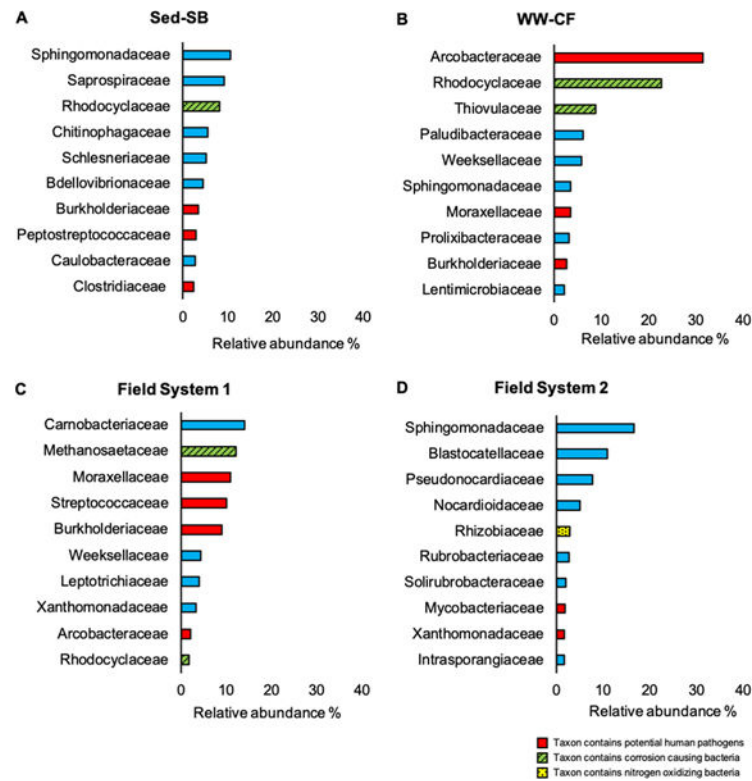 A
Sed-SB
Sphingomonadaceae
Saprospiraceae
Rhodocyclaceae
Chitinophagaceae
Schlesneriaceae
Bdellovibrionaceae
Burkholderiaceae
Peptostreptococcaceae
Caulobacteraceae
Clostridiaceae
0 10 20 30 40
Relative abundance %
B
WW-CF
Arcobacteraceae
Rhodocyclaceae
Thiovulaceae
Paludibacteraceae
Weeksellaceae
Sphingomonadaceae
Moraxellaceae
Prolixibacteraceae
Burkholderiaceae
Lentimicrobiaceae
0 10 20 30 40
Relative abundance %
C
Field System 1
Carnobacteriaceae
Methanosaetaceae
Moraxellaceae
Streptococcaceae
Burkholderiaceae
Weeksellaceae
Leptotrichiaceae
Xanthomonadaceae
Arcobacteraceae
Rhodocyclaceae
0 10 20 30 40
Relative abundance %
D
Field System 2
Sphingomonadaceae
Blastocatellaceae
Pseudonocardiaceae
Nocardioidaceae
Rhizobiaceae
Rubrobacteriaceae
Solirubrobacteraceae
Mycobacteriaceae
Xanthomonadaceae
Intrasporangiaceae
0 10 20 30 40
Relative abundance %
Taxon contains potential human pathogens
Taxon contains corrosion causing bacteria
Taxon contains nitrogen oxidizing bacteria